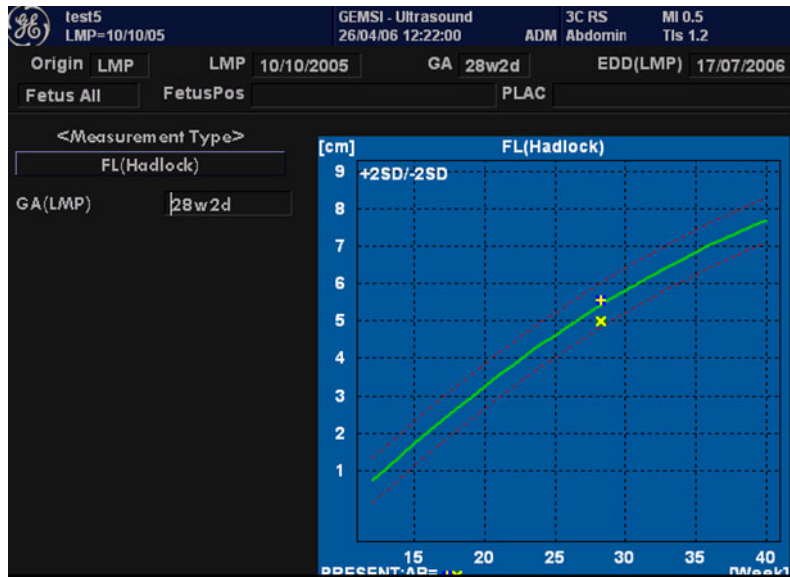 test5
GEMSI - Ultrasound
3C RS
MI 0.5
LMP=10/10/05
26/04/06 12:22:00
ADM
Abdomin
TIs 1.2
Origin LMP
LMP 10/10/2005
GA 28w2d
EDD(LMP) 17/07/2006
Fetus All
FetusPos
PLAC
<Measurement Type>
FL(Hadlock)
GA(LMP) 28w2d
[cm]
FL(Hadlock)
+2SD/-2SD
9
8
7
6
5
4
3
2
1
15 20 25 30 35 40